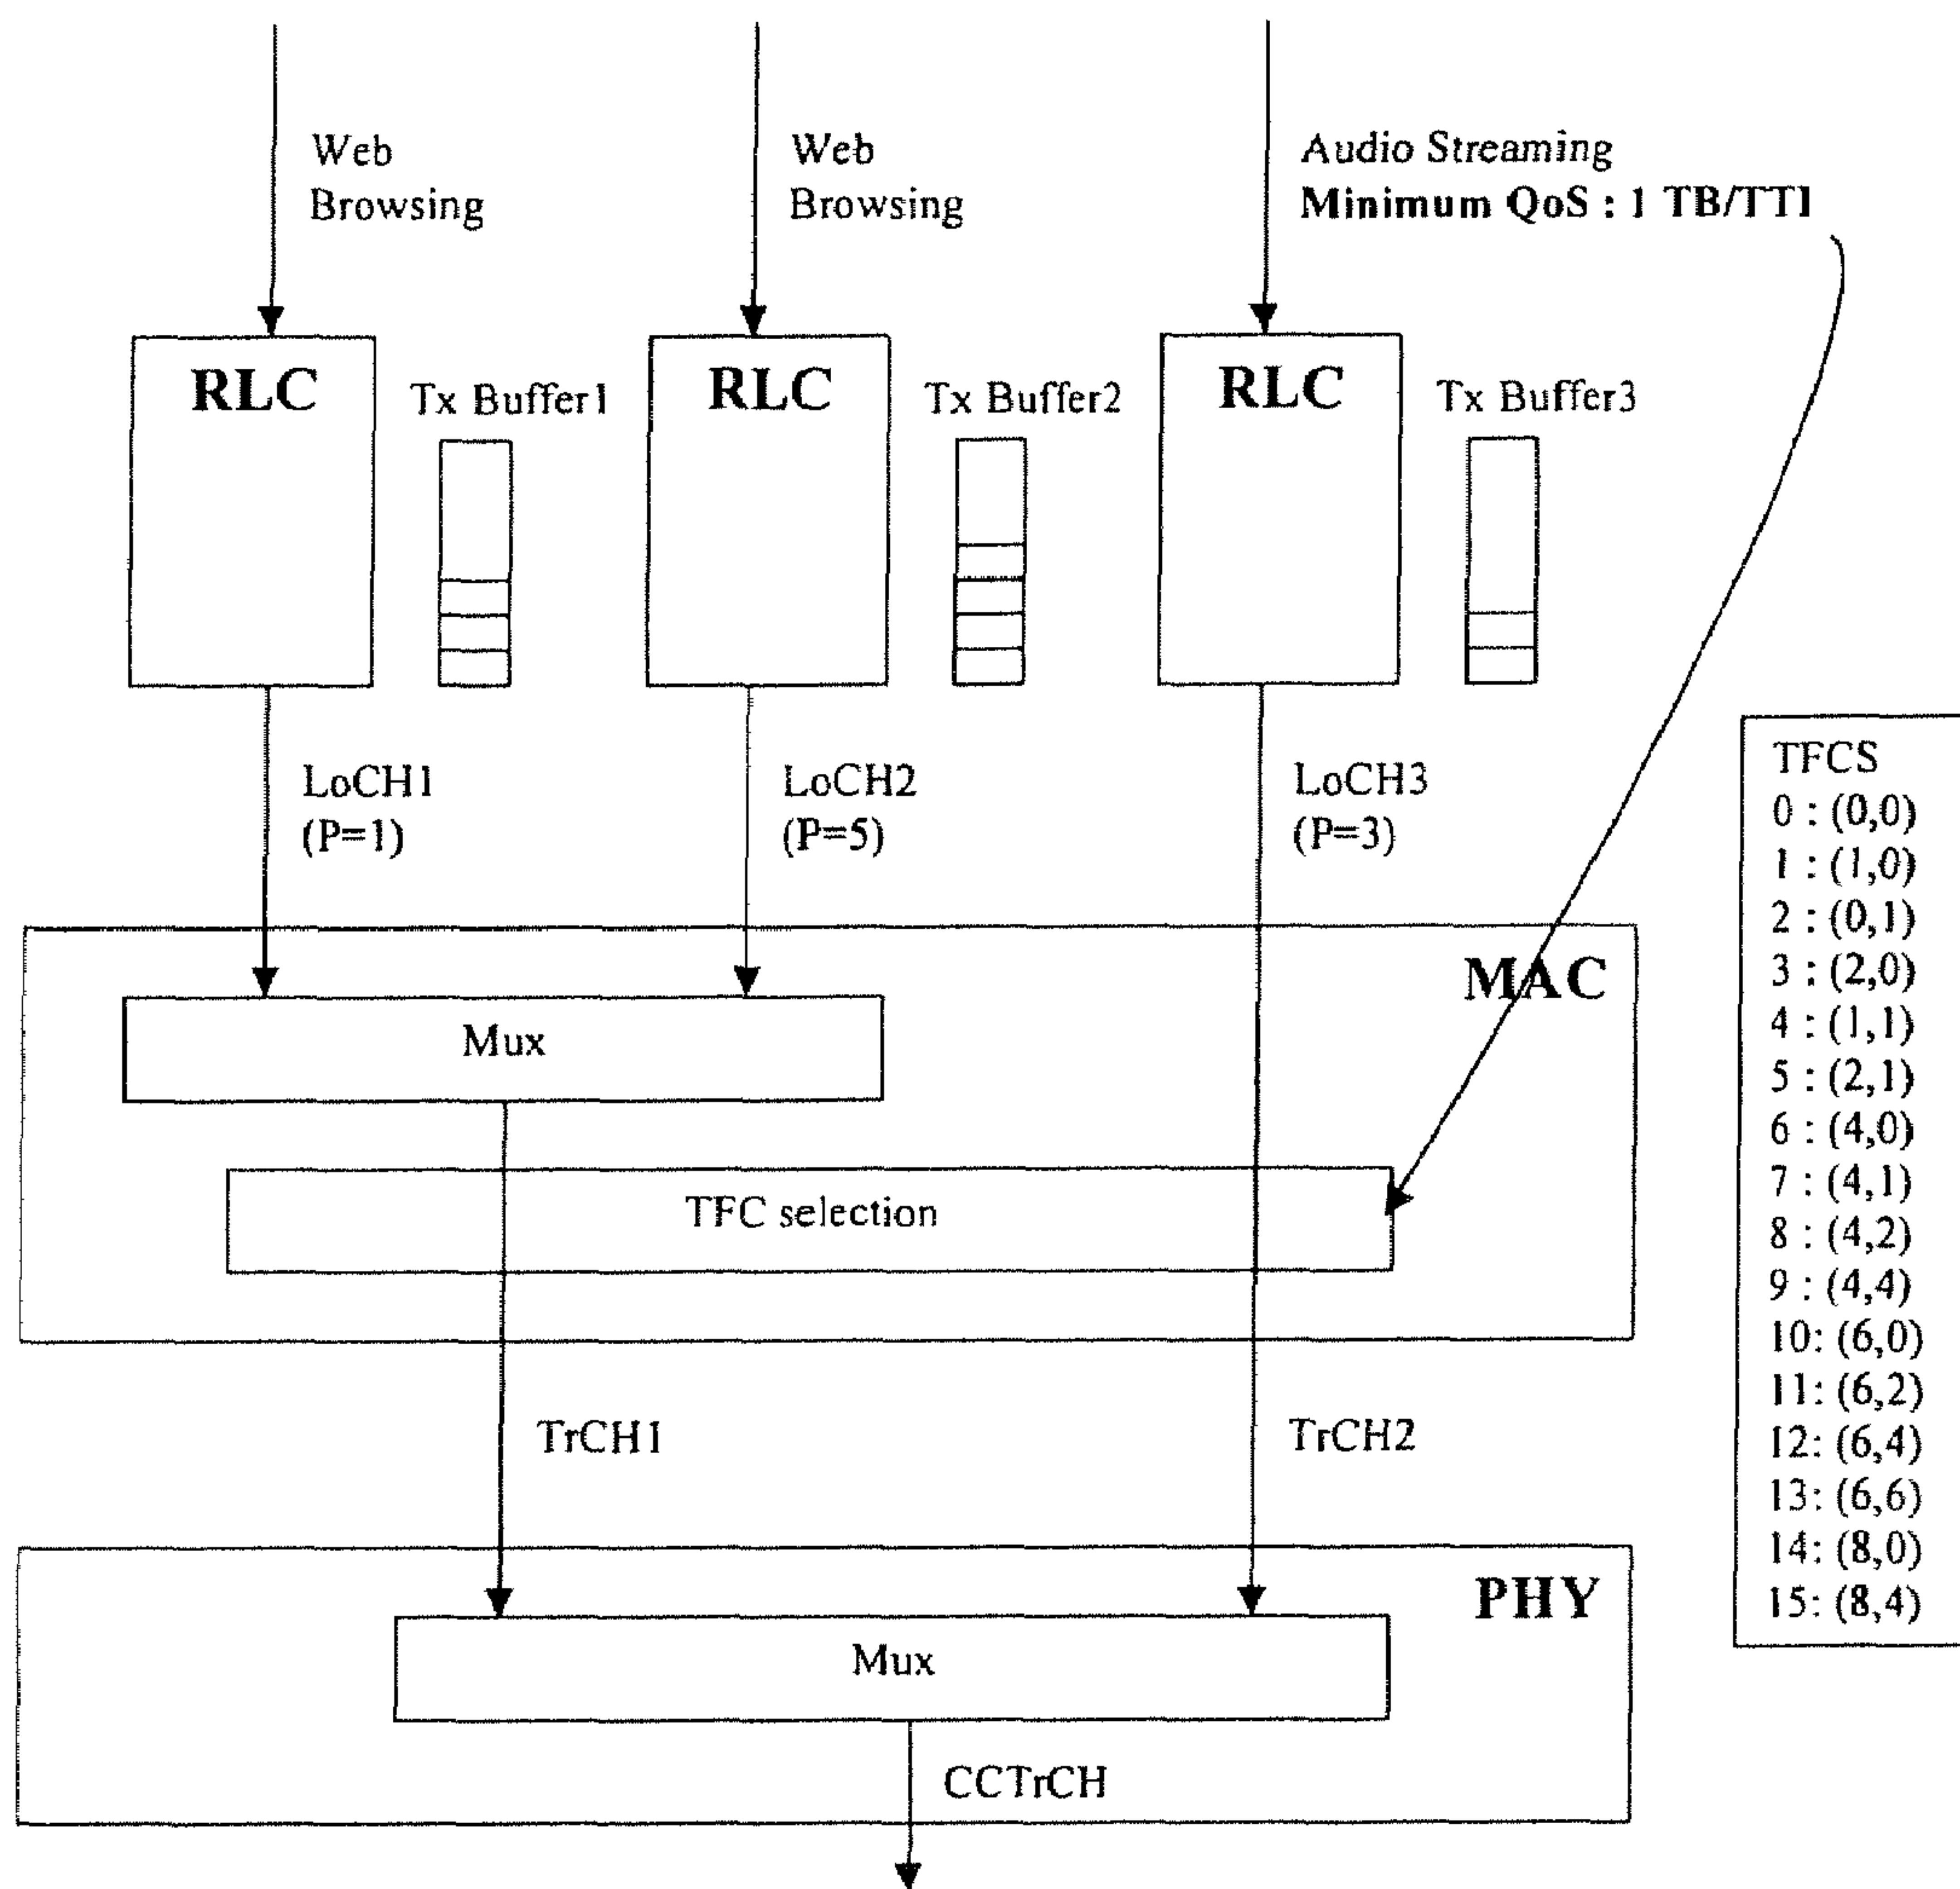 Web
Browsing
Web
Browsing
Audio Streaming
Minimum QoS : 1 TB/TTI
RLC
Tx Buffer1
RLC
Tx Buffer2
RLC
Tx Buffer3
LoCH1
(P=1)
LoCH2
(P=5)
LoCH3
(P=3)
TFCS
0 : (0,0)
1 : (1,0)
2 : (0,1)
3 : (2,0)
4 : (1,1)
5 : (2,1)
6 : (4,0)
7 : (4,1)
8 : (4,2)
9 : (4,4)
10: (6,0)
11: (6,2)
12: (6,4)
13: (6,6)
14: (8,0)
15: (8,4)
MAC
Mux
TFC selection
TrCH1
TrCH2
PHY
Mux
CCTrCH